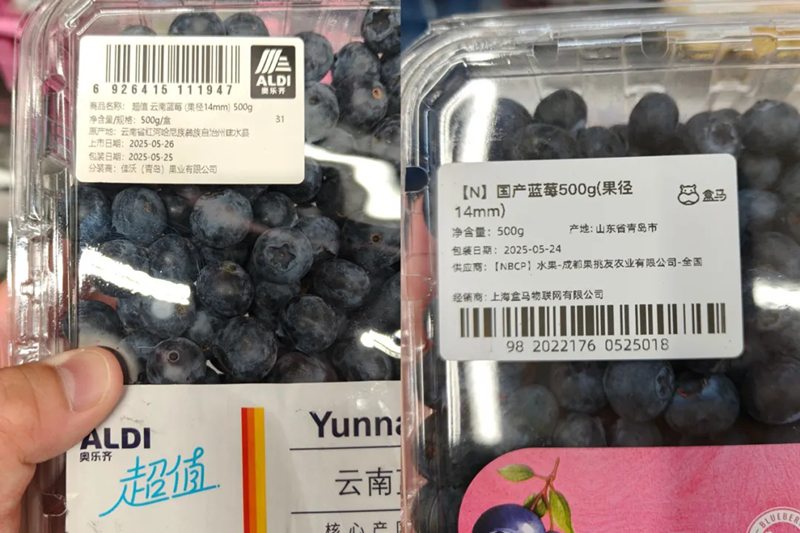 6 926415 111947
ALDI
奥乐齐
商品名称: 超值 云南蓝莓 (果径14mm) 500g
净含量/规格: 500g/盒
31
原产地: 云南省红河哈尼族彝族自治州建水县
上市日期: 2025-05-26
包装日期: 2025-05-25
分装商: 佳沃(青岛)果业有限公司
ALDI
奥乐齐
超值
Yunna
云南
核心产
【N】国产蓝莓500g(果径
14mm)
盒马
净含量: 500g
产地: 山东省青岛市
包装日期: 2025-05-24
供应商:【NBCP】水果-成都果挑友农业有限公司-全国
经销商: 上海盒马物联网有限公司
98 2022176 0525018
BLUEBER